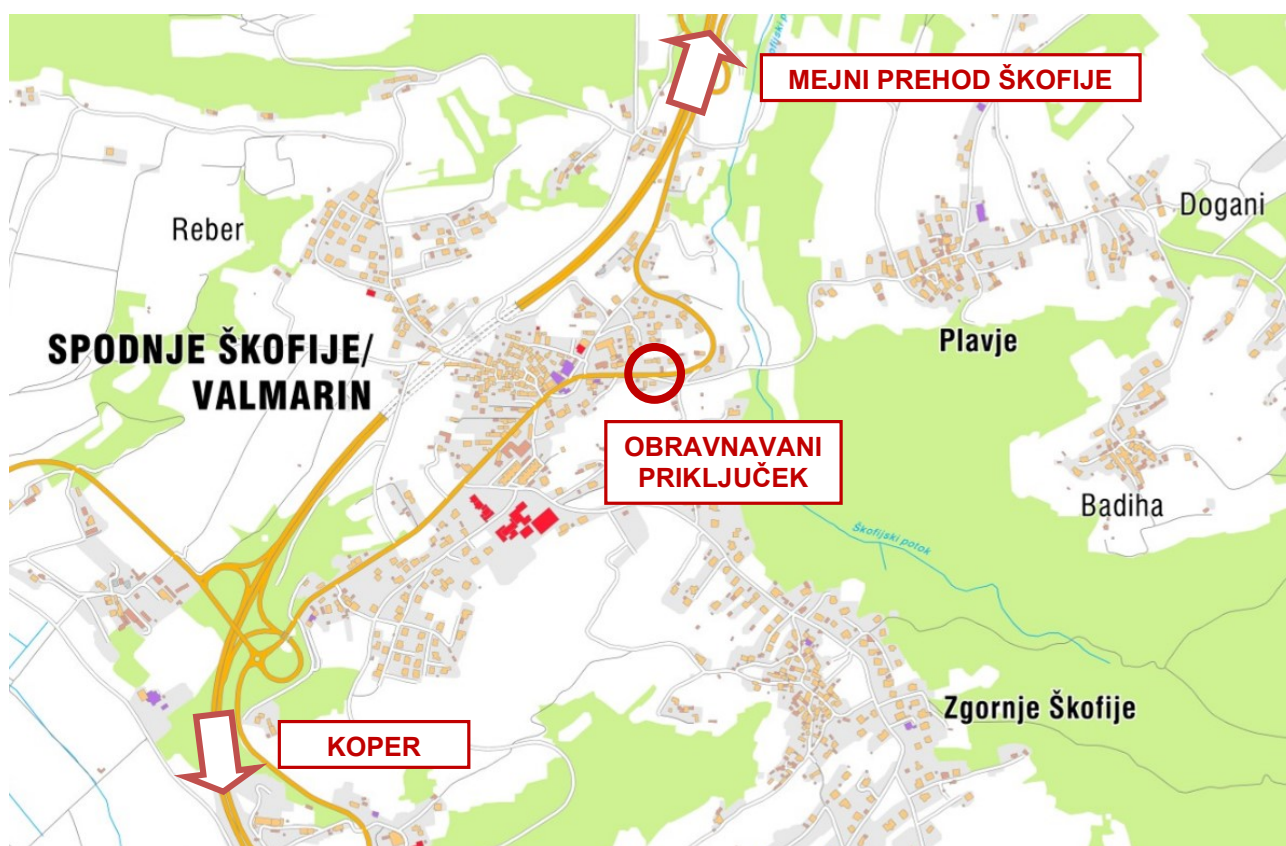 MEJNI PREHOD ŠKOFIJE
Dogani
Reber
SPODNJE ŠKOFIJE/
VALMARIN
Plavje
OBRAVNAVANI
PRIKLJUČEK
Badiha
Škofijski potok
Zgornje Škofije
KOPER